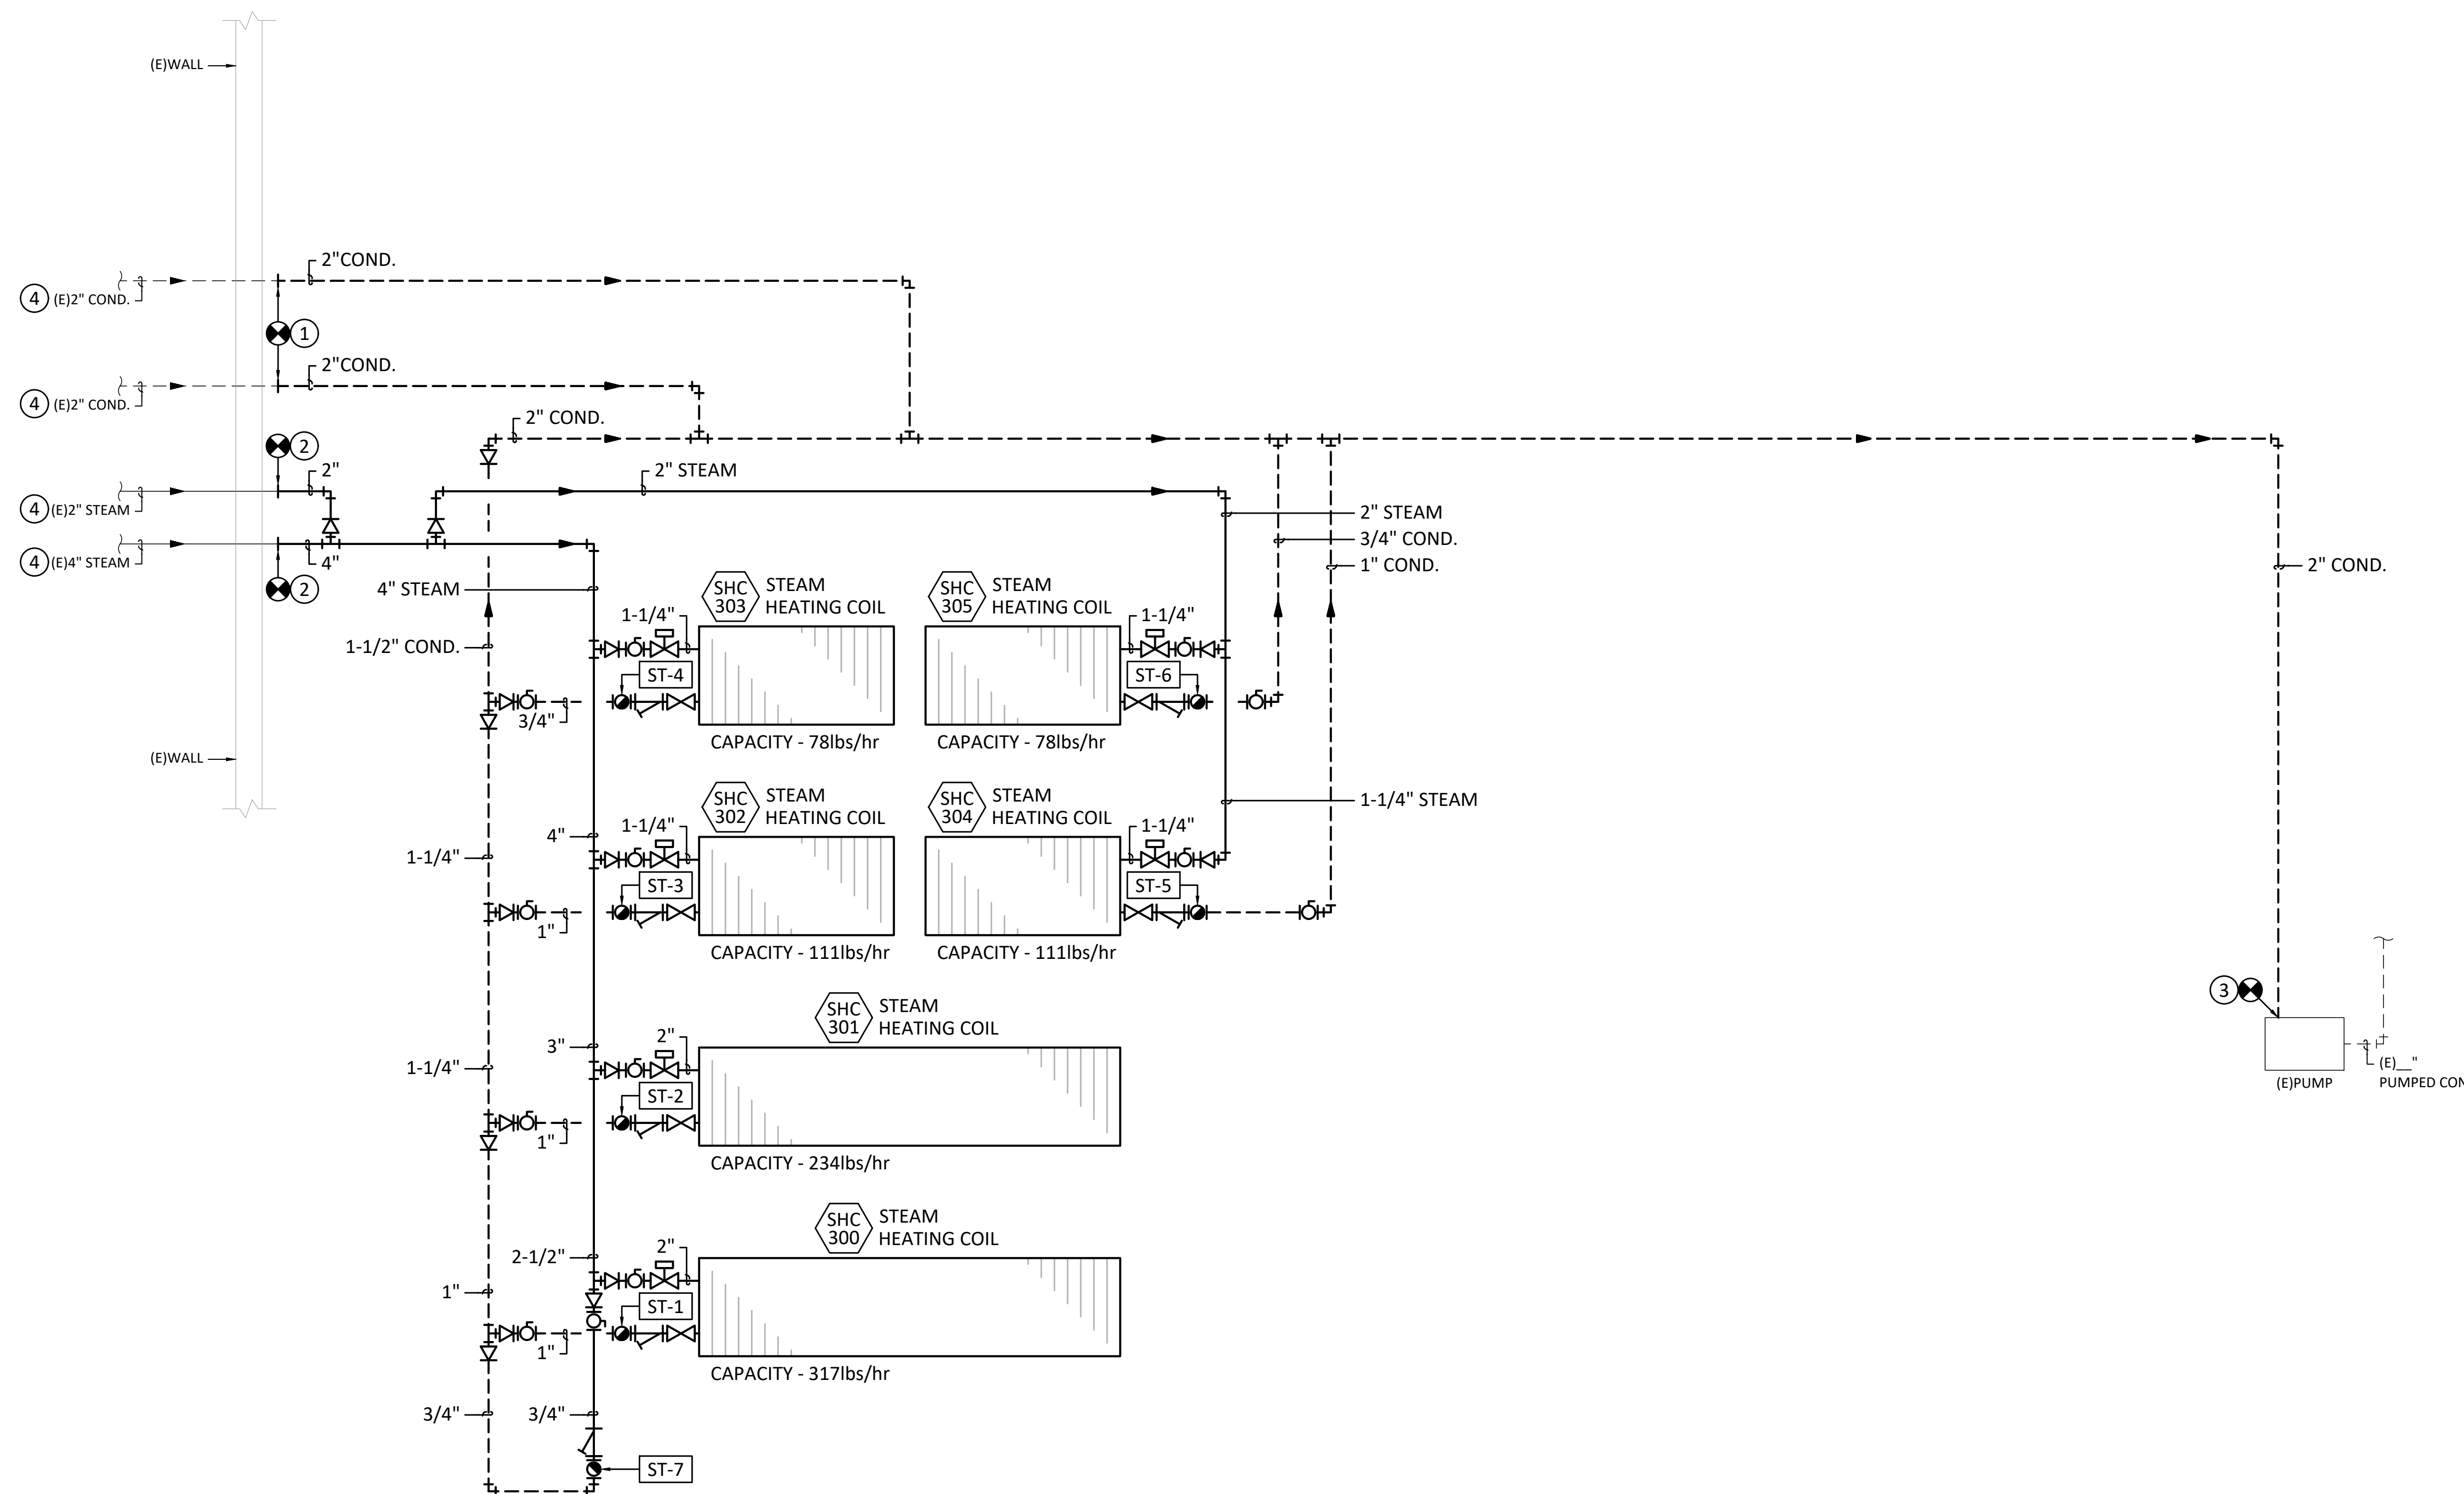 (E)WALL
2"COND.
4 (E)2" COND.
1
2"COND.
4 (E)2" COND.
2" COND.
2
2"
2" STEAM
4 (E)2" STEAM
4 (E)4" STEAM
4"
2
2" STEAM
3/4" COND.
1" COND.
2" COND.
4" STEAM
SHC
303
STEAM
HEATING COIL
SHC
305
STEAM
HEATING COIL
1-1/4"
1-1/4"
1-1/2" COND.
ST-4
ST-6
3/4"
CAPACITY - 78lbs/hr
CAPACITY - 78lbs/hr
(E)WALL
SHC
302
STEAM
HEATING COIL
SHC
304
STEAM
HEATING COIL
1-1/4" STEAM
4"
1-1/4"
1-1/4"
1-1/4"
ST-3
ST-5
1"
CAPACITY - 111lbs/hr
CAPACITY - 111lbs/hr
3
SHC
301
STEAM
HEATING COIL
3"
2"
1-1/4"
(E)__"
PUMPED CON
(E)PUMP
ST-2
1"
CAPACITY - 234lbs/hr
SHC
300
STEAM
HEATING COIL
2-1/2"
2"
1"
ST-1
1"
CAPACITY - 317lbs/hr
3/4"
3/4"
ST-7